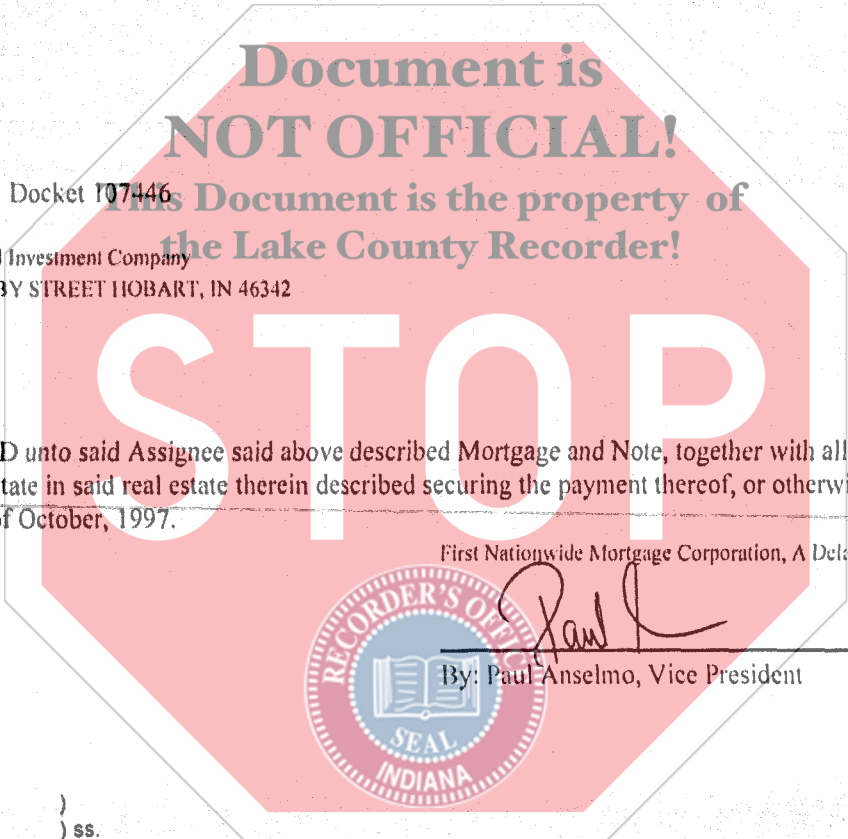 Document is
NOT OFFICIAL!
Docket 107446
This Document is the property of
the Lake County Recorder!
Investment Company
BY STREET HOBART, IN 46342
STOP
D unto said Assignee said above described Mortgage and Note, together with all
tate in said real estate therein described securing the payment thereof, or otherwi
of October, 1997.
First Nationwide Mortgage Corporation, A Dela
Paul
By: Paul Anselmo, Vice President
RECORDER'S OFFIC
SEAL
INDIANA
)
) ss.